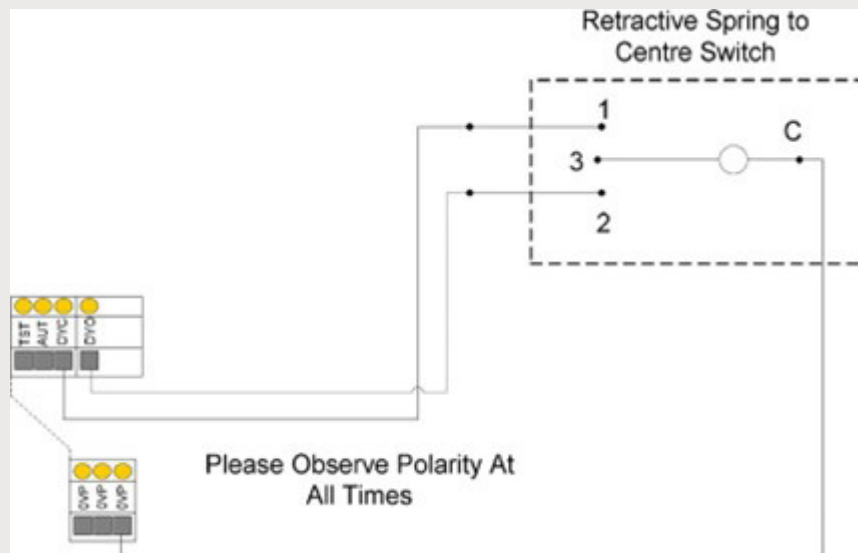 Retractive Spring to
Centre Switch
1
C
3
2
TST
AUT
DYC
DYO
Please Observe Polarity At
All Times
0VP
0VP
0VP